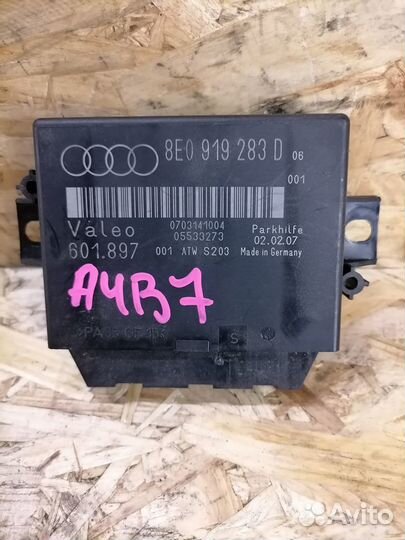 8E0 919 283 D 06
001
Valeo
601.897
0703141004
05533273
001 ATW S203
Parkhilfe
02.02.07
Made in Germany
A4B7
S
Avito